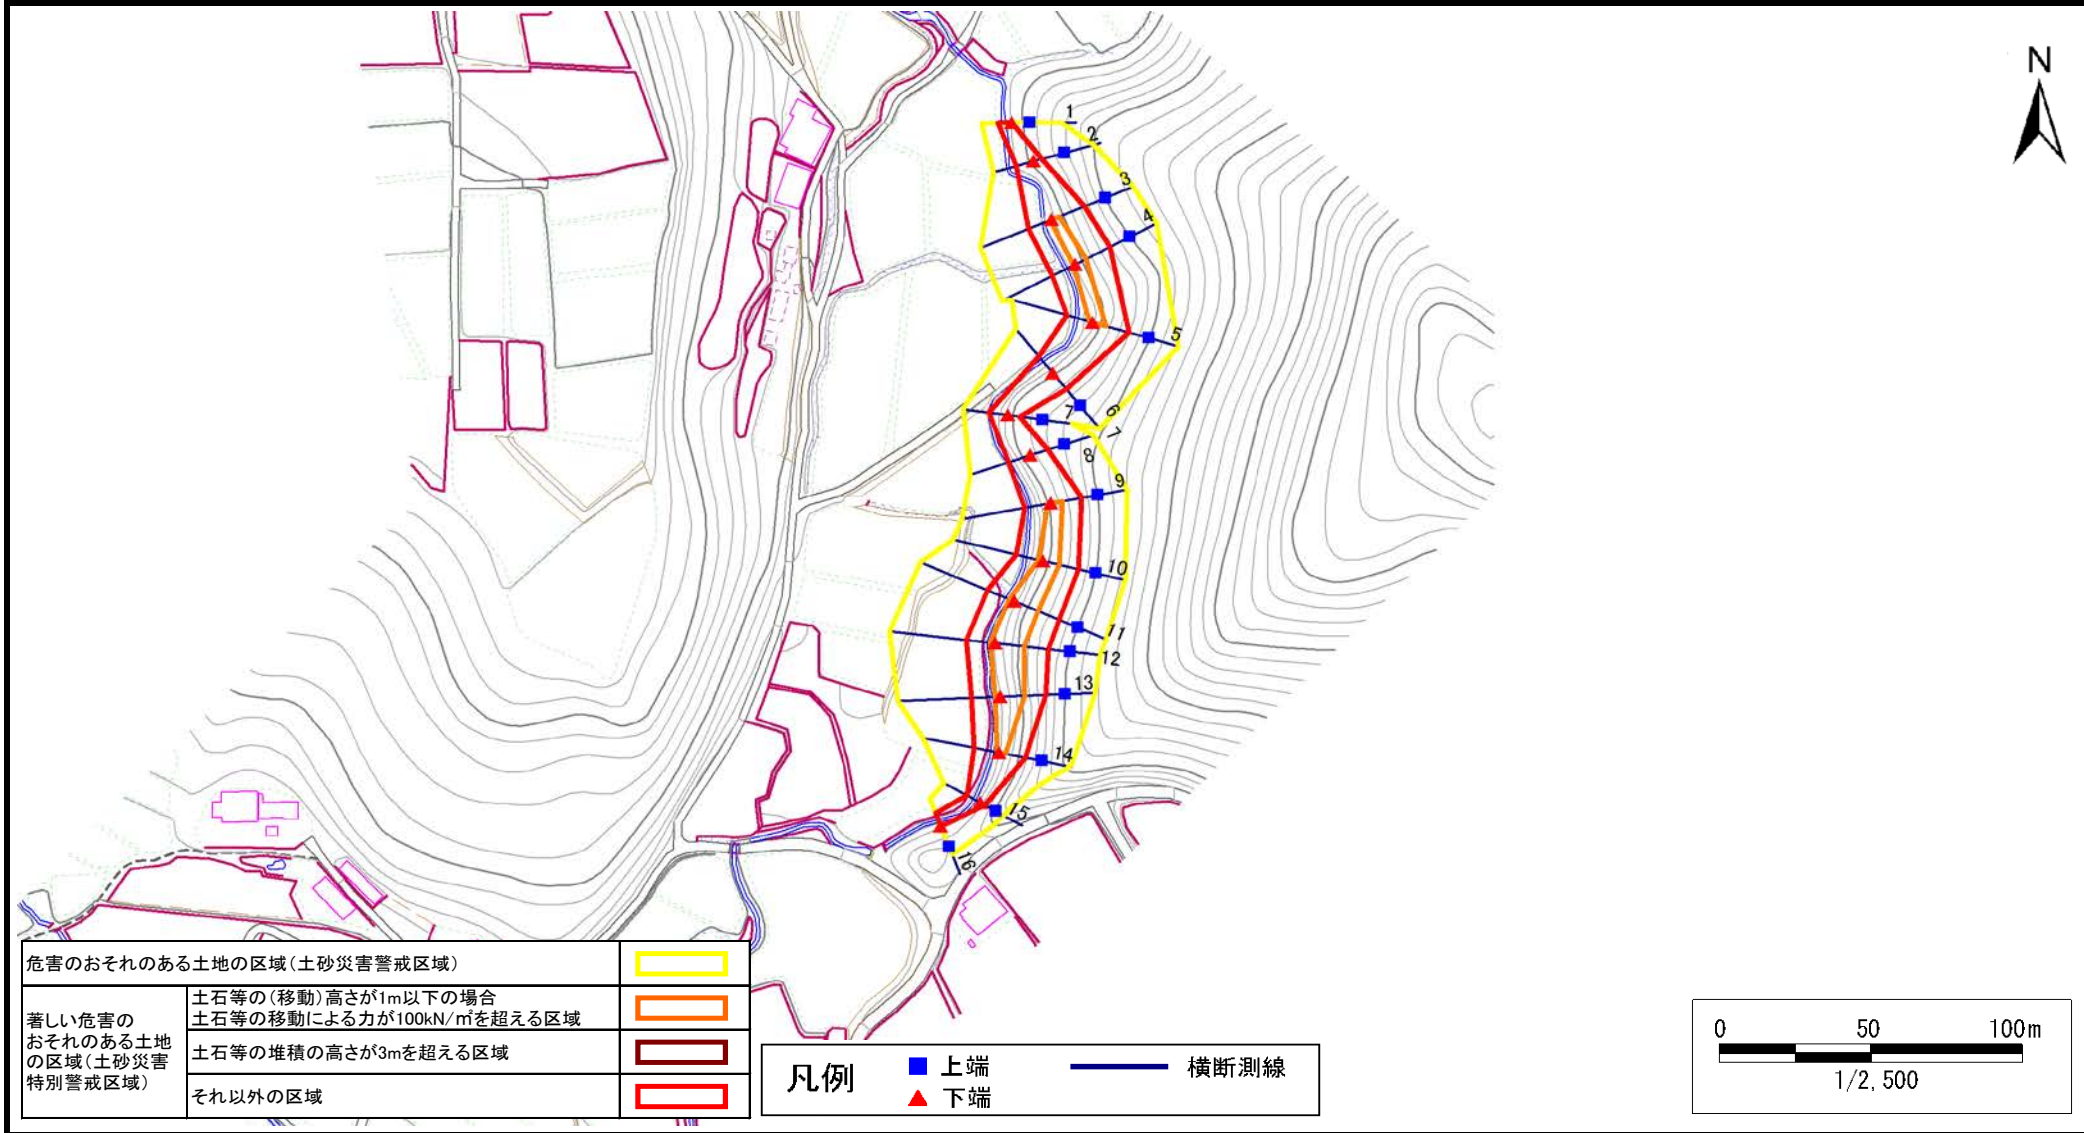 N
1
2
3
4
5
6
7
7
8
9
10
11
12
13
14
15
16
危害のおそれのある土地の区域(土砂災害警戒区域)
著しい危害の
おそれのある土地
の区域(土砂災害
特別警戒区域)
土石等の(移動)高さが1m以下の場合
土石等の移動による力が100kN/㎡を超える区域
土石等の堆積の高さが3mを超える区域
それ以外の区域
凡例
上端
下端
横断測線
0 50 100m
1/2,500